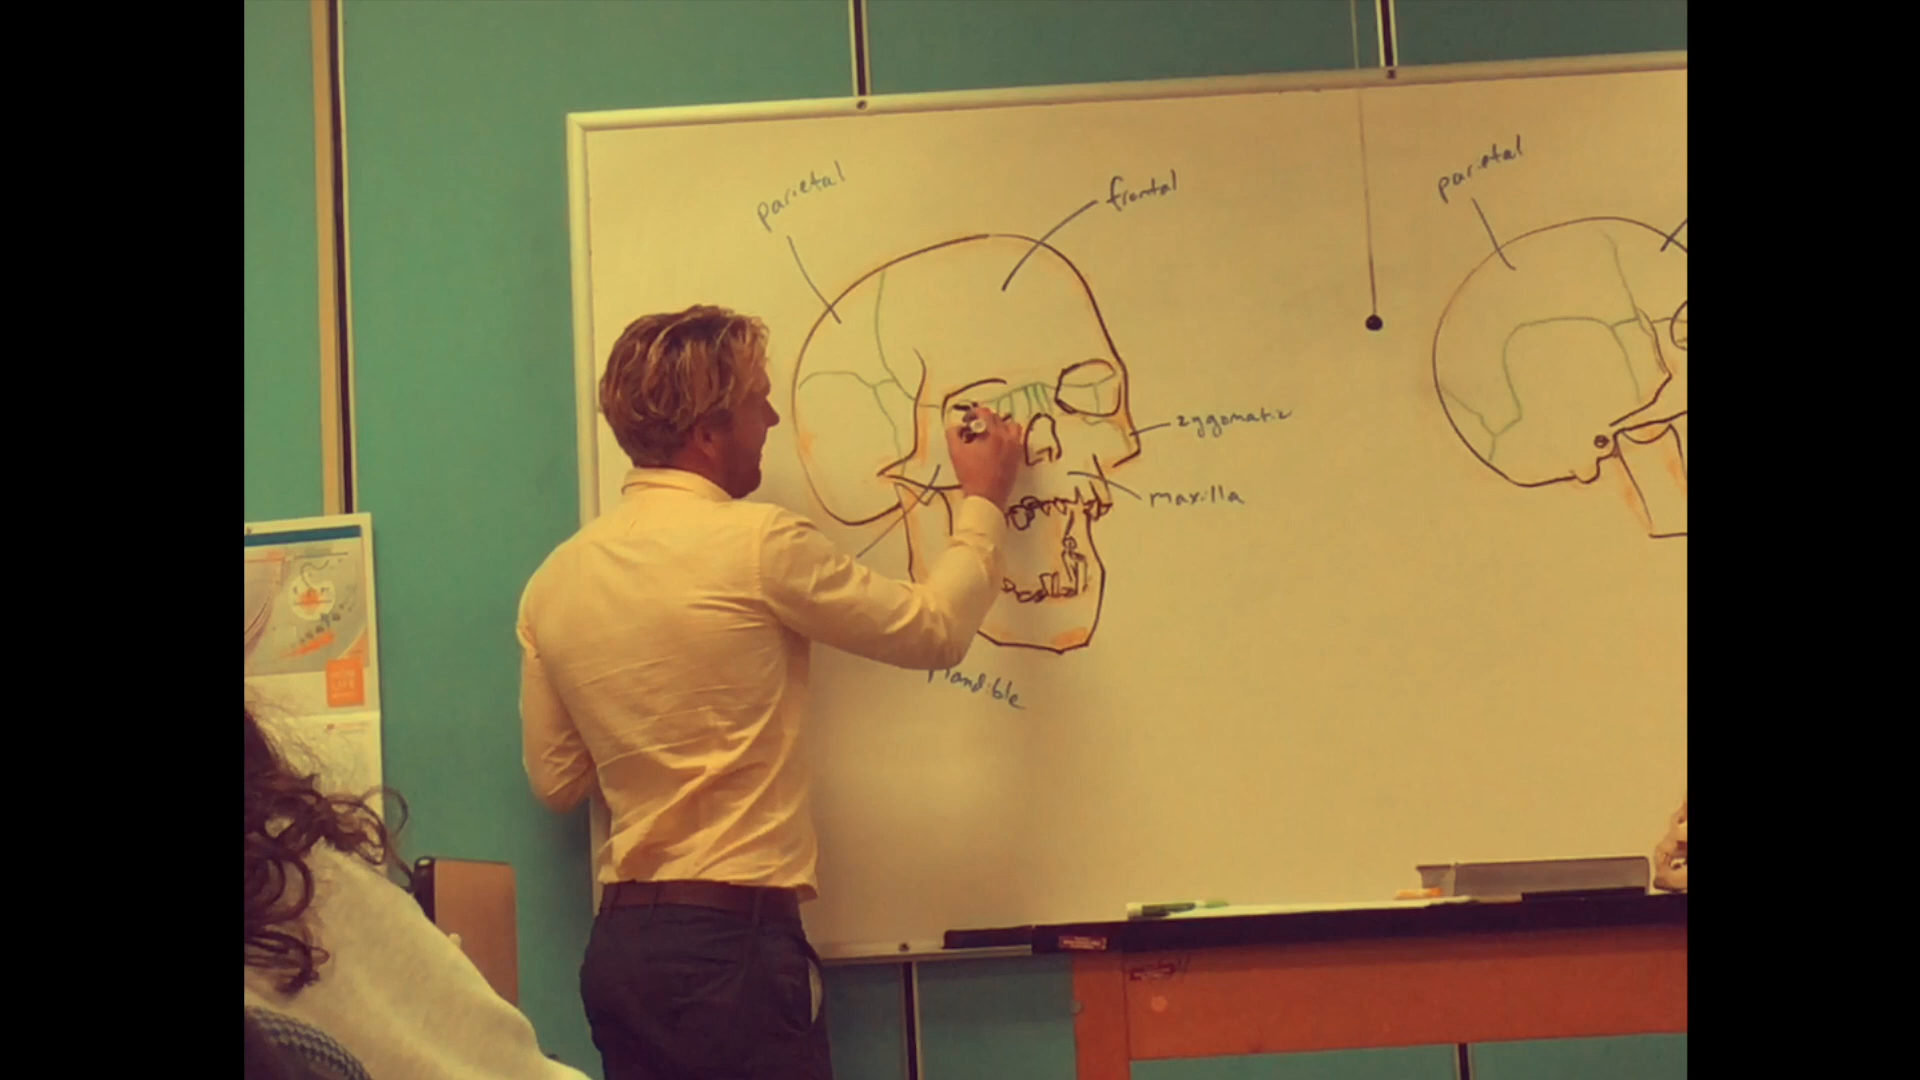 parietal
frontal
parietal
zygomatic
maxilla
Mandible